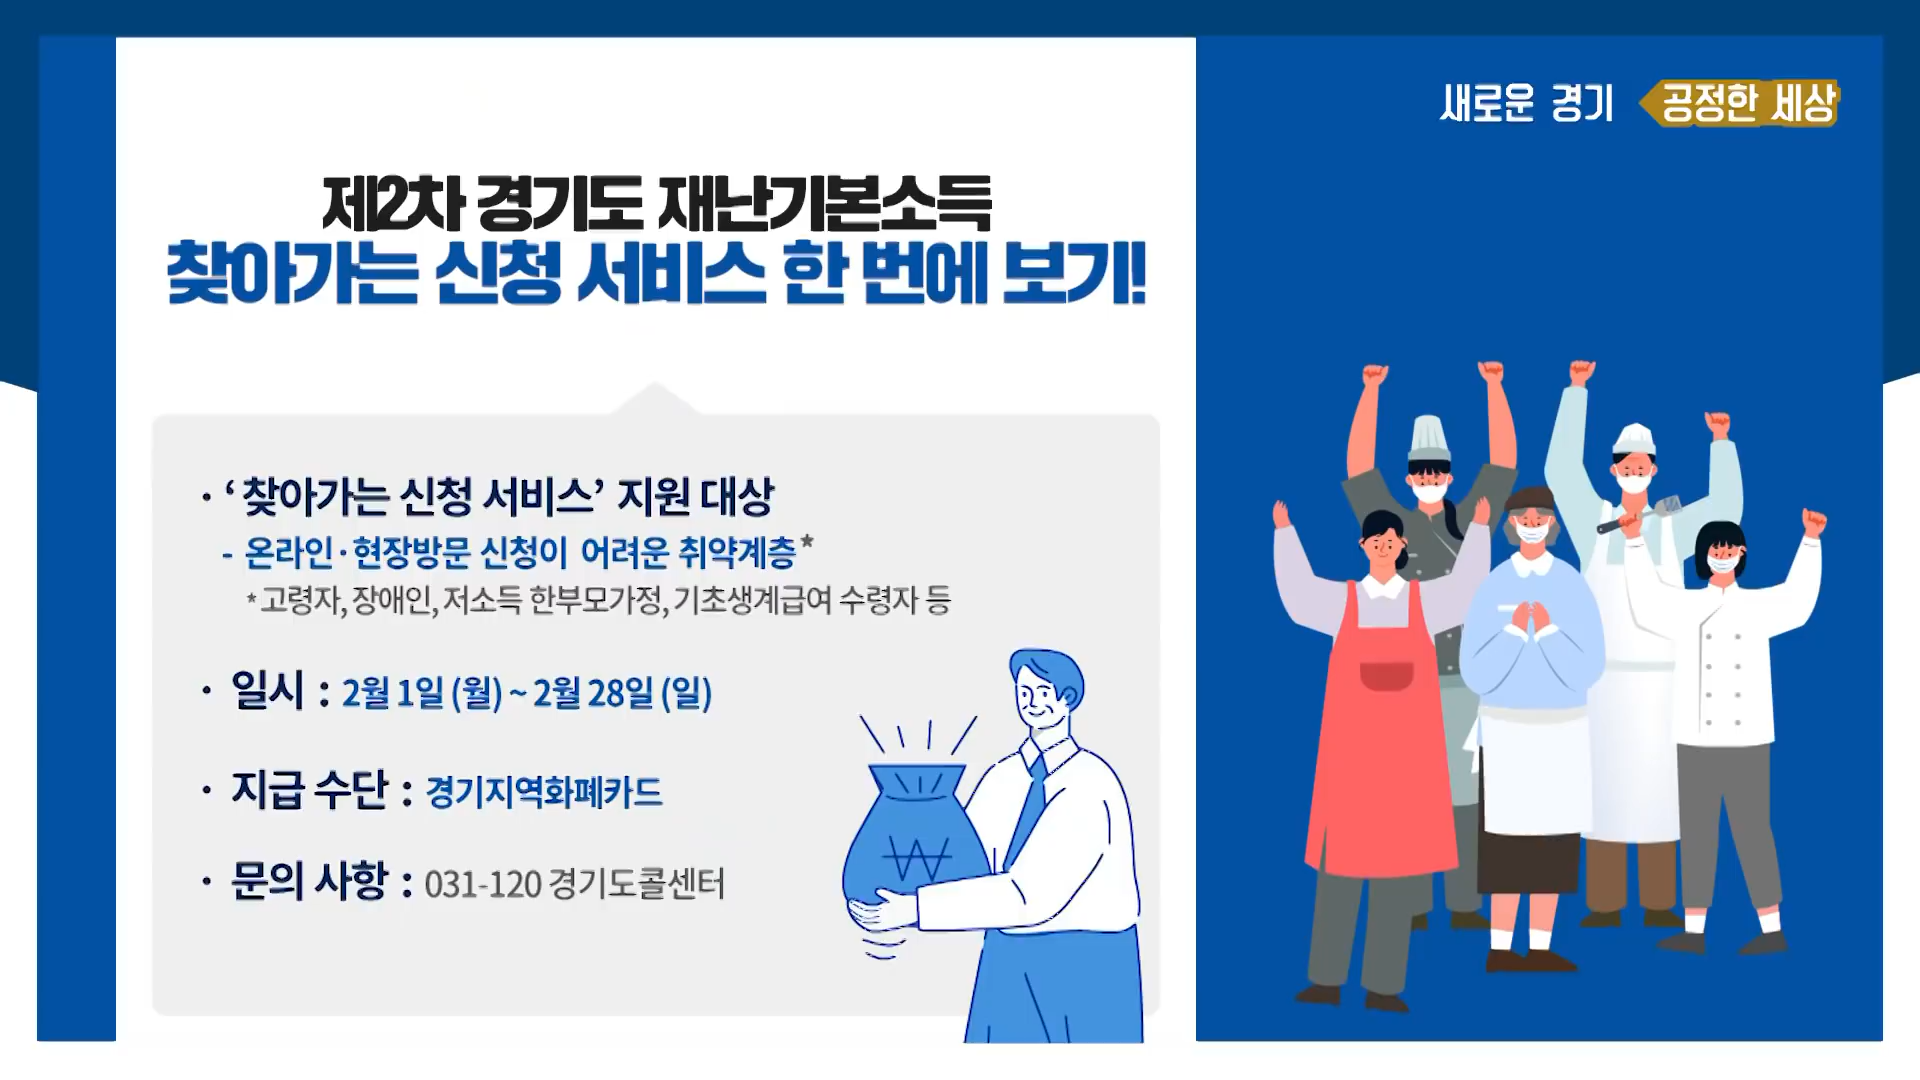 새로운 경기 공정한 세상
제2차 경기도 재난기본소득
찾아가는 신청 서비스 한 번에 보기!
· ‘찾아가는 신청 서비스’ 지원 대상
- 온라인·현장방문 신청이 어려운 취약계층*
*고령자, 장애인, 저소득 한부모가정, 기초생계급여 수령자 등
· 일시 : 2월 1일 (월) ~ 2월 28일 (일)
· 지급 수단 : 경기지역화폐카드
· 문의 사항 : 031-120 경기도콜센터
₩